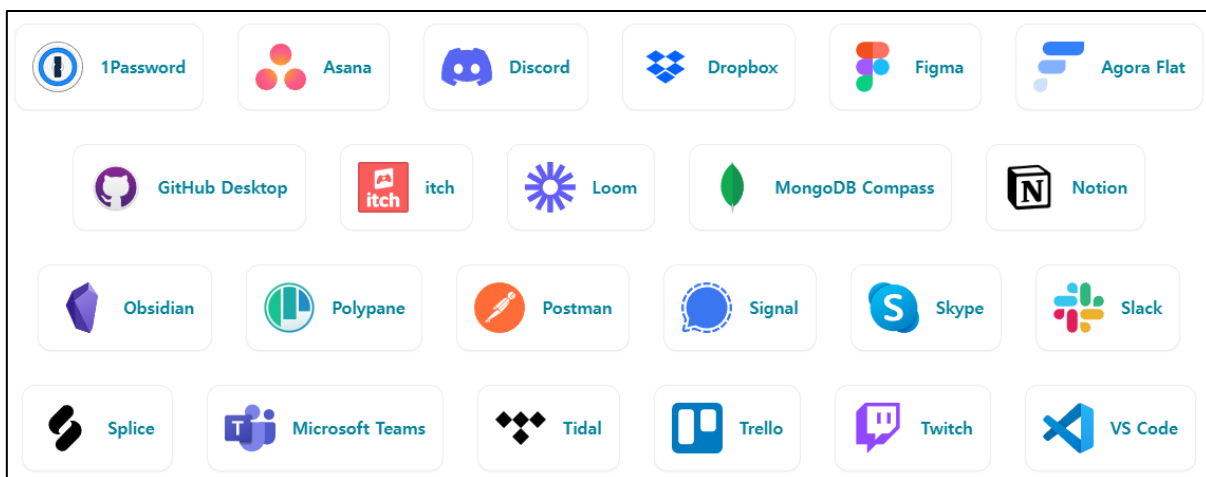 1Password Asana Discord Dropbox Figma Agora Flat
GitHub Desktop itch itch Loom MongoDB Compass N Notion
Obsidian Polypane Postman Signal S Skype Slack
Splice T Microsoft Teams Tidal Trello Twitch VS Code